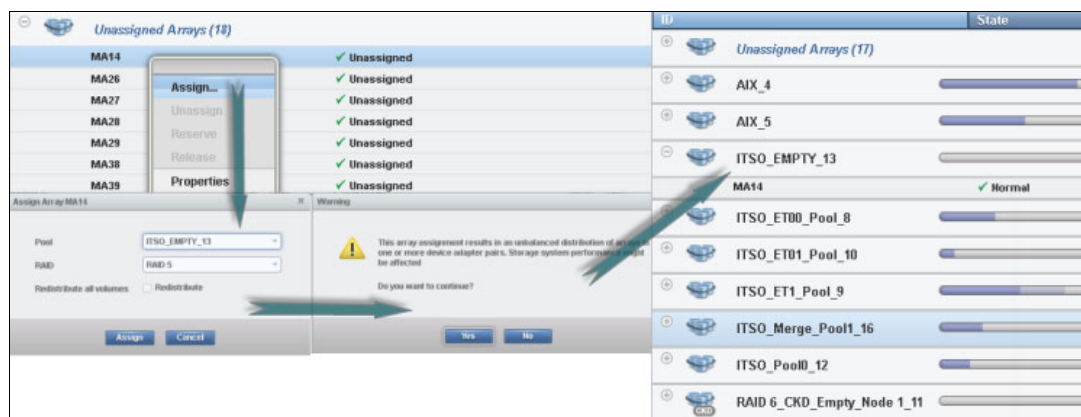 Unassigned Arrays (18)
MA14 ✓ Unassigned
MA26 ✓ Unassigned
MA27 ✓ Unassigned
MA28 ✓ Unassigned
MA29 ✓ Unassigned
MA38 ✓ Unassigned
MA39 ✓ Unassigned
Assign...
Unassign
Reserve
Release
Properties
Assign Array MA14
Pool ITSO_EMPTY_13
RAID RAID 5
Redistribute all volumes Redistribute
Assign Cancel
Warning
This array assignment results in an unbalanced distribution of arrays in
one or more device adapter pairs. Storage system performance might
be affected
Do you want to continue?
Yes No
ID State
Unassigned Arrays (17)
AIX_4
AIX_5
ITSO_EMPTY_13
MA14 ✓ Normal
ITSO_ET00_Pool_8
ITSO_ET01_Pool_10
ITSO_ET1_Pool_9
ITSO_Merge_Pool1_16
ITSO_Pool0_12
RAID 6_CKD_Empty_Node 1_11
CKD